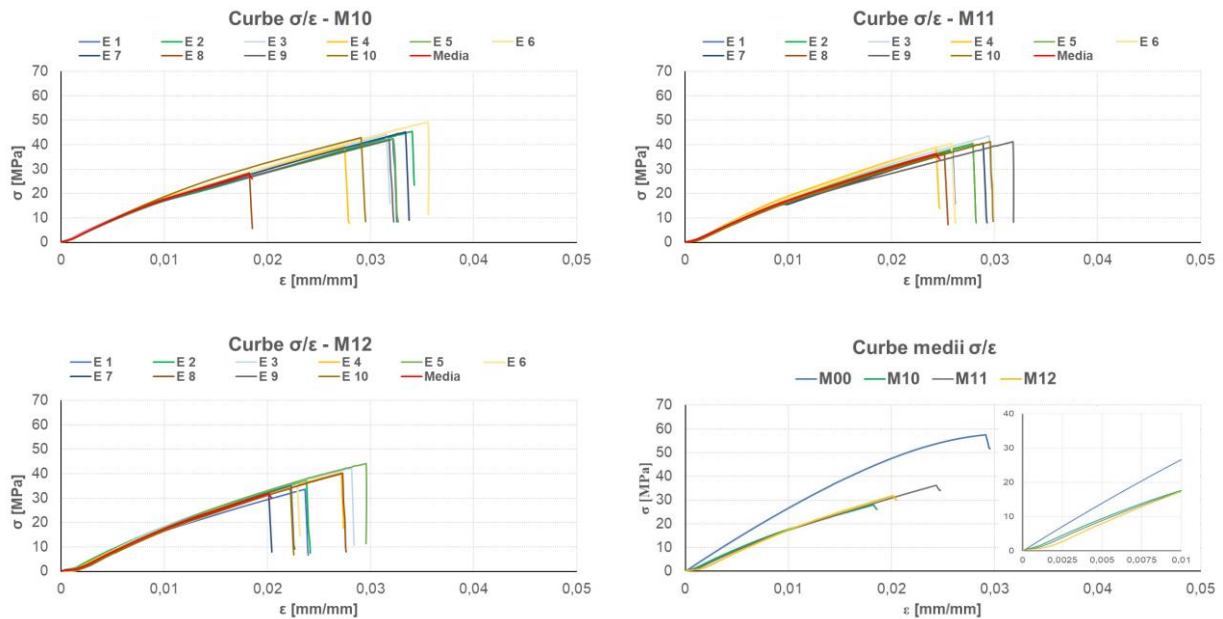 Curbe σ/ε - M10
E 1 E 2 E 3 E 4 E 5 E 6
E 7 E 8 E 9 E 10 Media
70
60
50
40
30
20
10
0
σ [MPa]
0 0,01 0,02 0,03 0,04 0,05
ε [mm/mm]
Curbe σ/ε - M11
E 1 E 2 E 3 E 4 E 5 E 6
E 7 E 8 E 9 E 10 Media
70
60
50
40
30
20
10
0
σ [MPa]
0 0,01 0,02 0,03 0,04 0,05
ε [mm/mm]
Curbe σ/ε - M12
E 1 E 2 E 3 E 4 E 5 E 6
E 7 E 8 E 9 E 10 Media
70
60
50
40
30
20
10
0
σ [MPa]
0 0,01 0,02 0,03 0,04 0,05
ε [mm/mm]
Curbe medii σ/ε
M00 M10 M11 M12
70
60
50
40
30
20
10
0
σ [MPa]
0 0,01 0,02 0,03 0,04 0,05
ε [mm/mm]
40
30
20
10
0
0 0,0025 0,005 0,0075 0,01